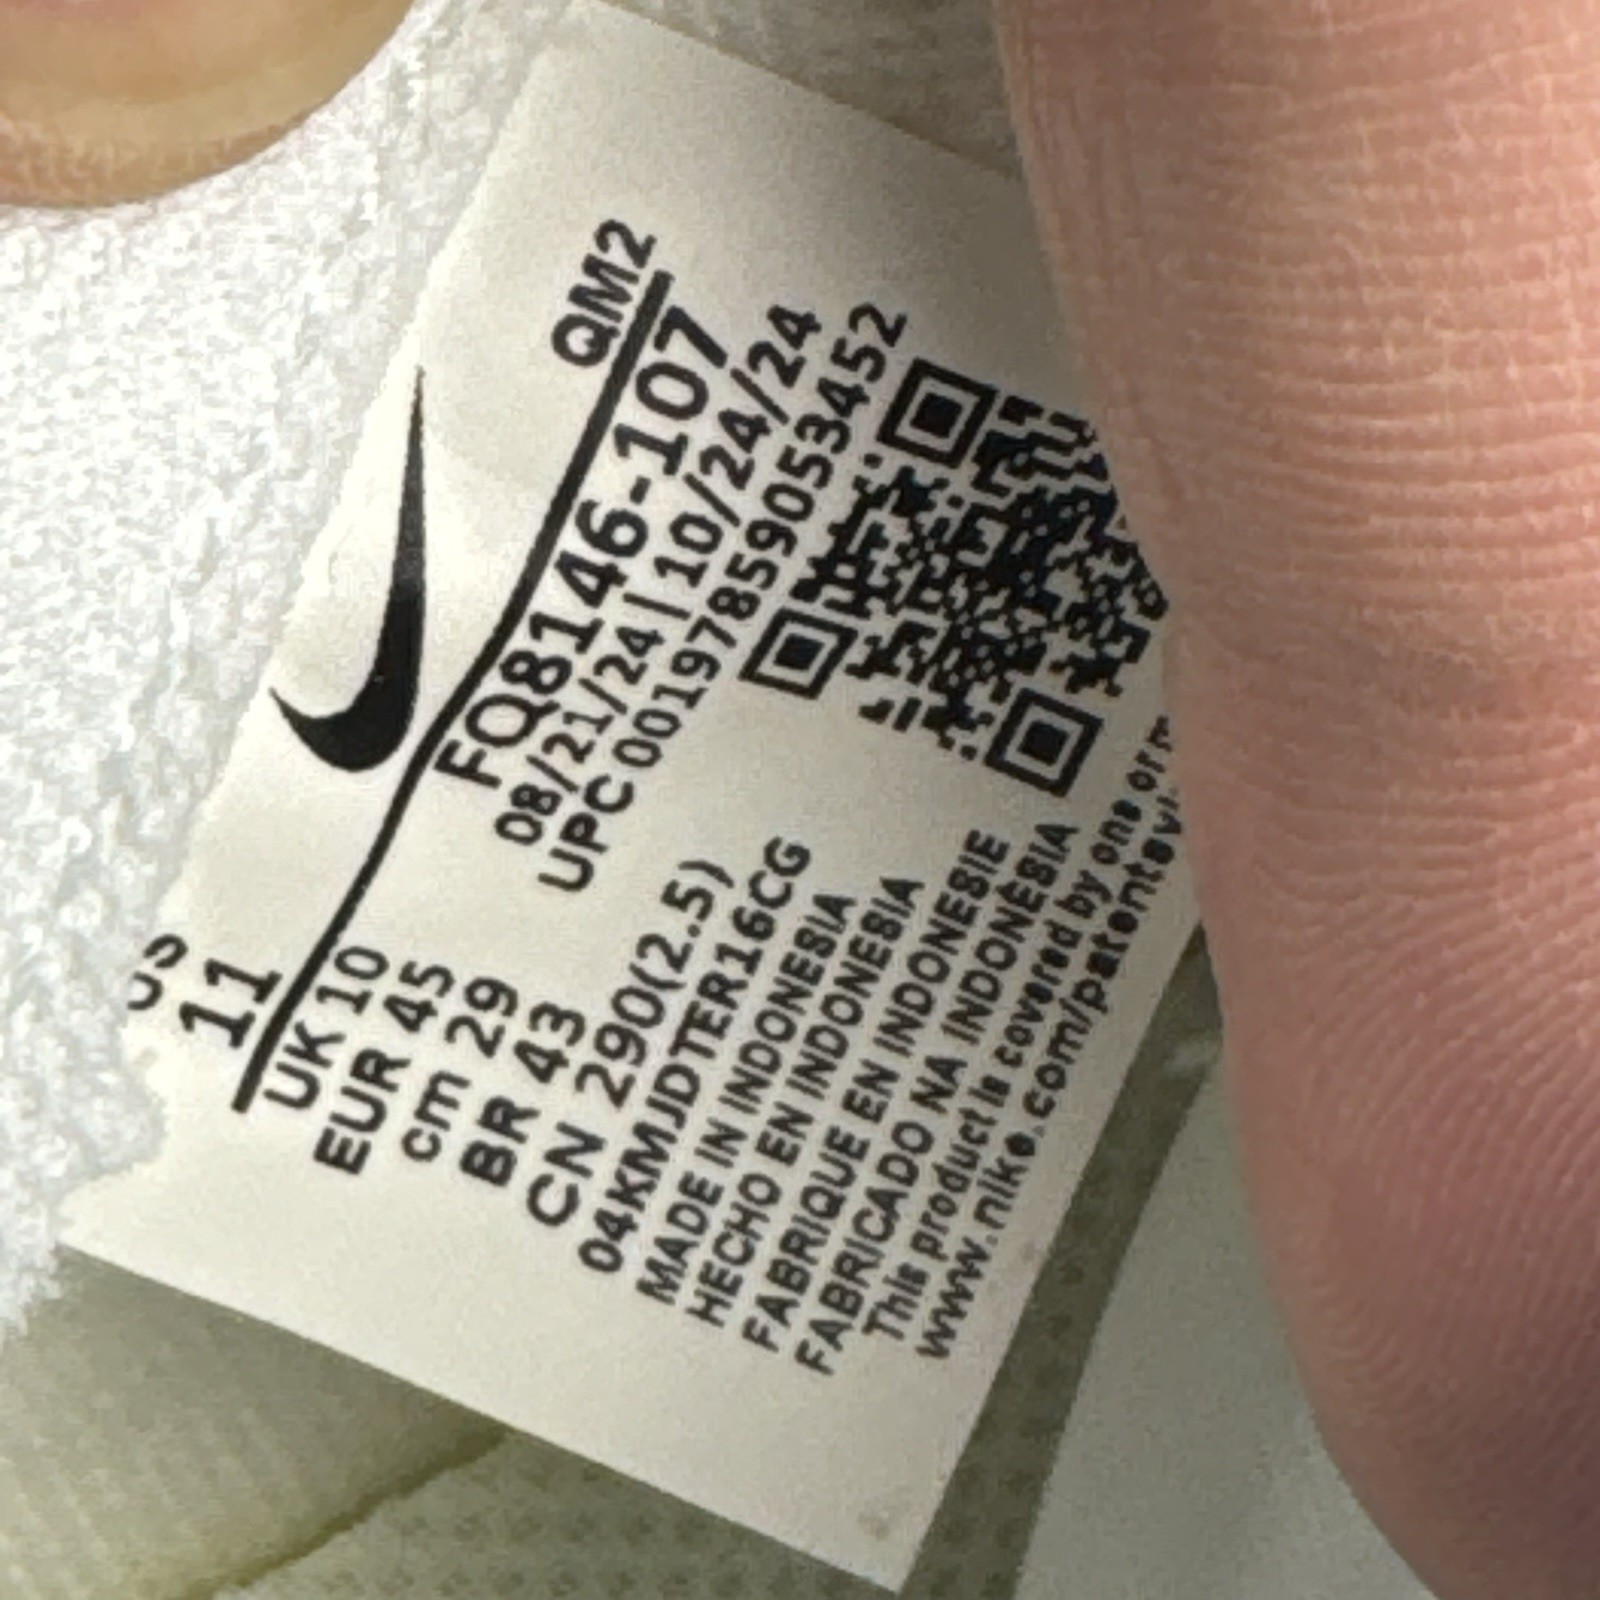 QM2
US
11
FQ8146-107
08/21/24 | 10/24/24
UPC 00197859053452
UK 10
EUR 45
cm 29
BR 43
CN 290(2.5)
04KMJDTER16CG
MADE IN INDONESIA
HECHO EN INDONESIA
FABRIQUE EN INDONESIE
FABRICADO NA INDONÉSIA
This product is covered by one or
www.nike.com/patents